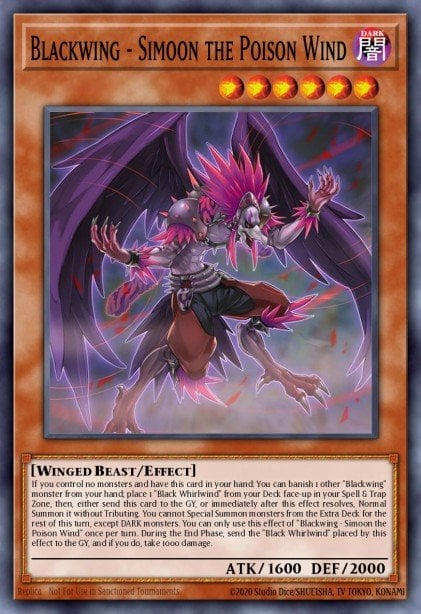 BLACKWING - SIMOON THE POISON WIND
DARK
闇
[WINGED BEAST/EFFECT]
If you control no monsters and have this card in your hand: You can banish 1 other "Blackwing"
monster from your hand; place 1 "Black Whirlwind" from your Deck face-up in your Spell & Trap
Zone, then, either send this card to the GY, or immediately after this effect resolves, Normal
Summon it without Tributing. You cannot Special Summon monsters from the Extra Deck for the
rest of this turn, except DARK monsters. You can only use this effect of "Blackwing - Simoon the
Poison Wind" once per turn. During the End Phase, send the "Black Whirlwind" placed by this
effect to the GY, and if you do, take 1000 damage.
ATK/1600 DEF/2000
Replica - Not For Use in Sanctioned Tournaments
©2020 Studio Dice/SHUEISHA, TV TOKYO, KONAMI